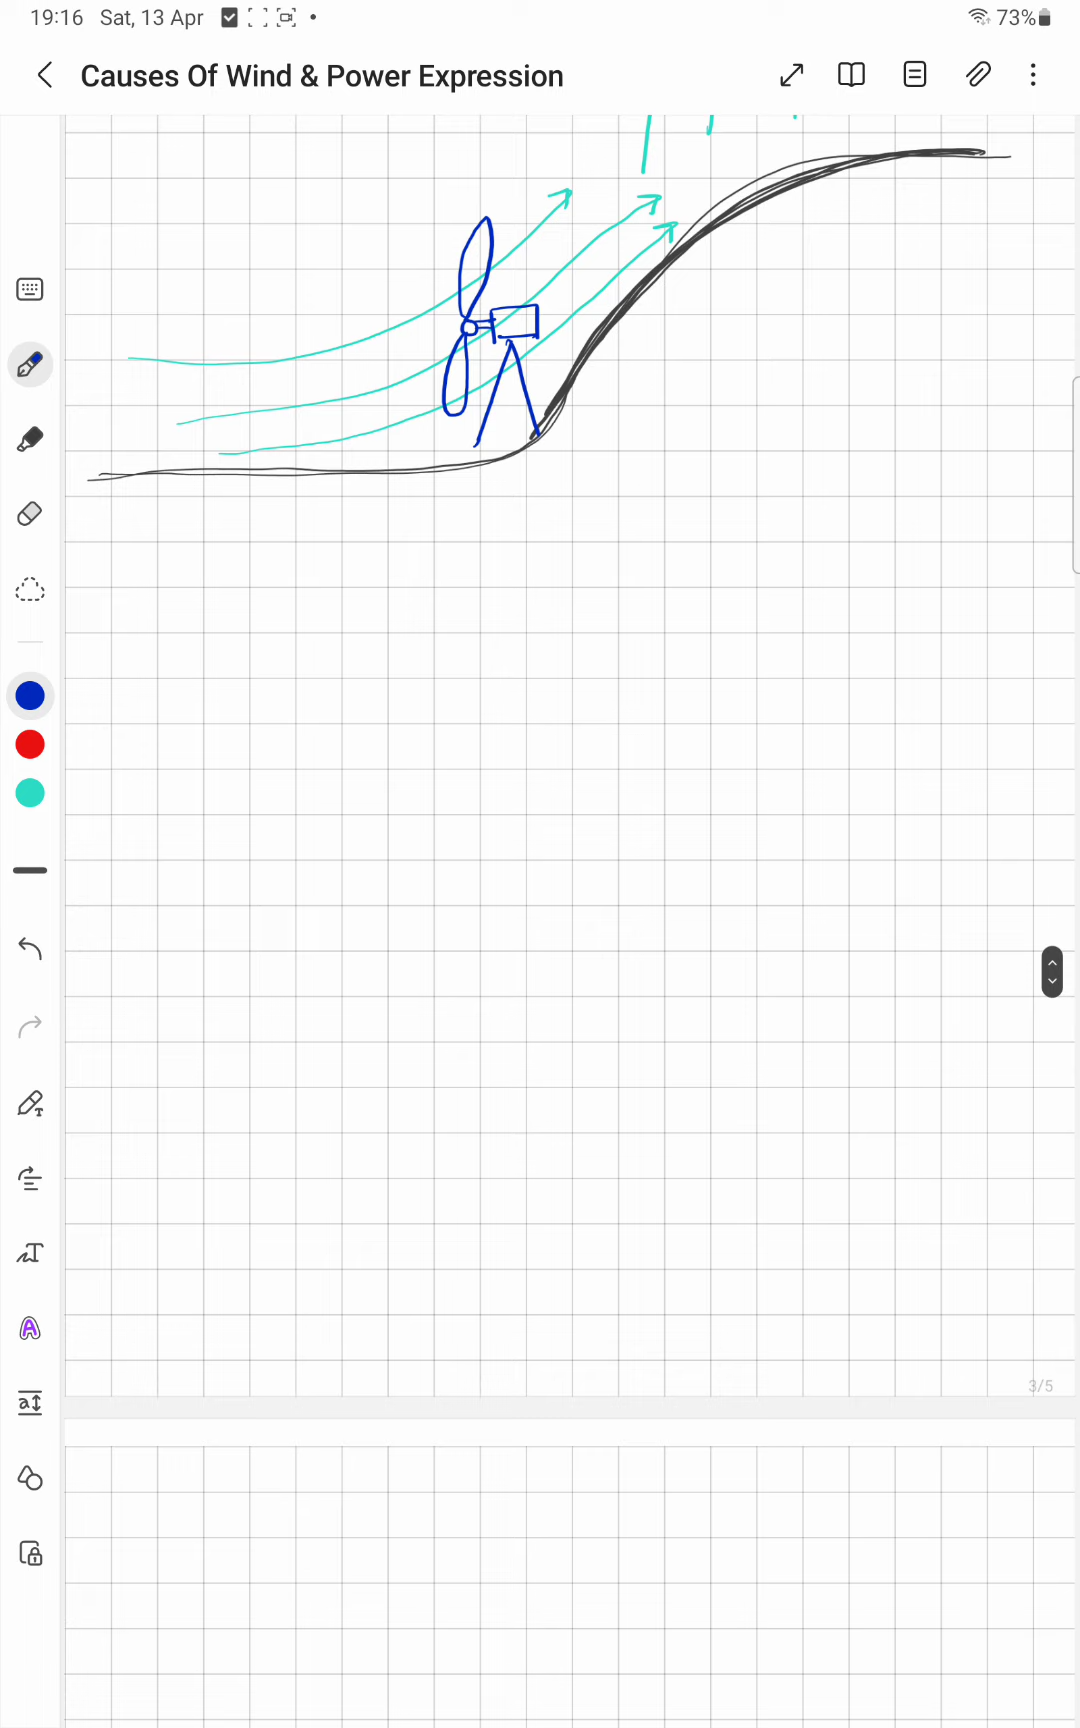 19:16 Sat, 13 Apr 73%
Causes Of Wind & Power Expression
T
T
A
a
3/5